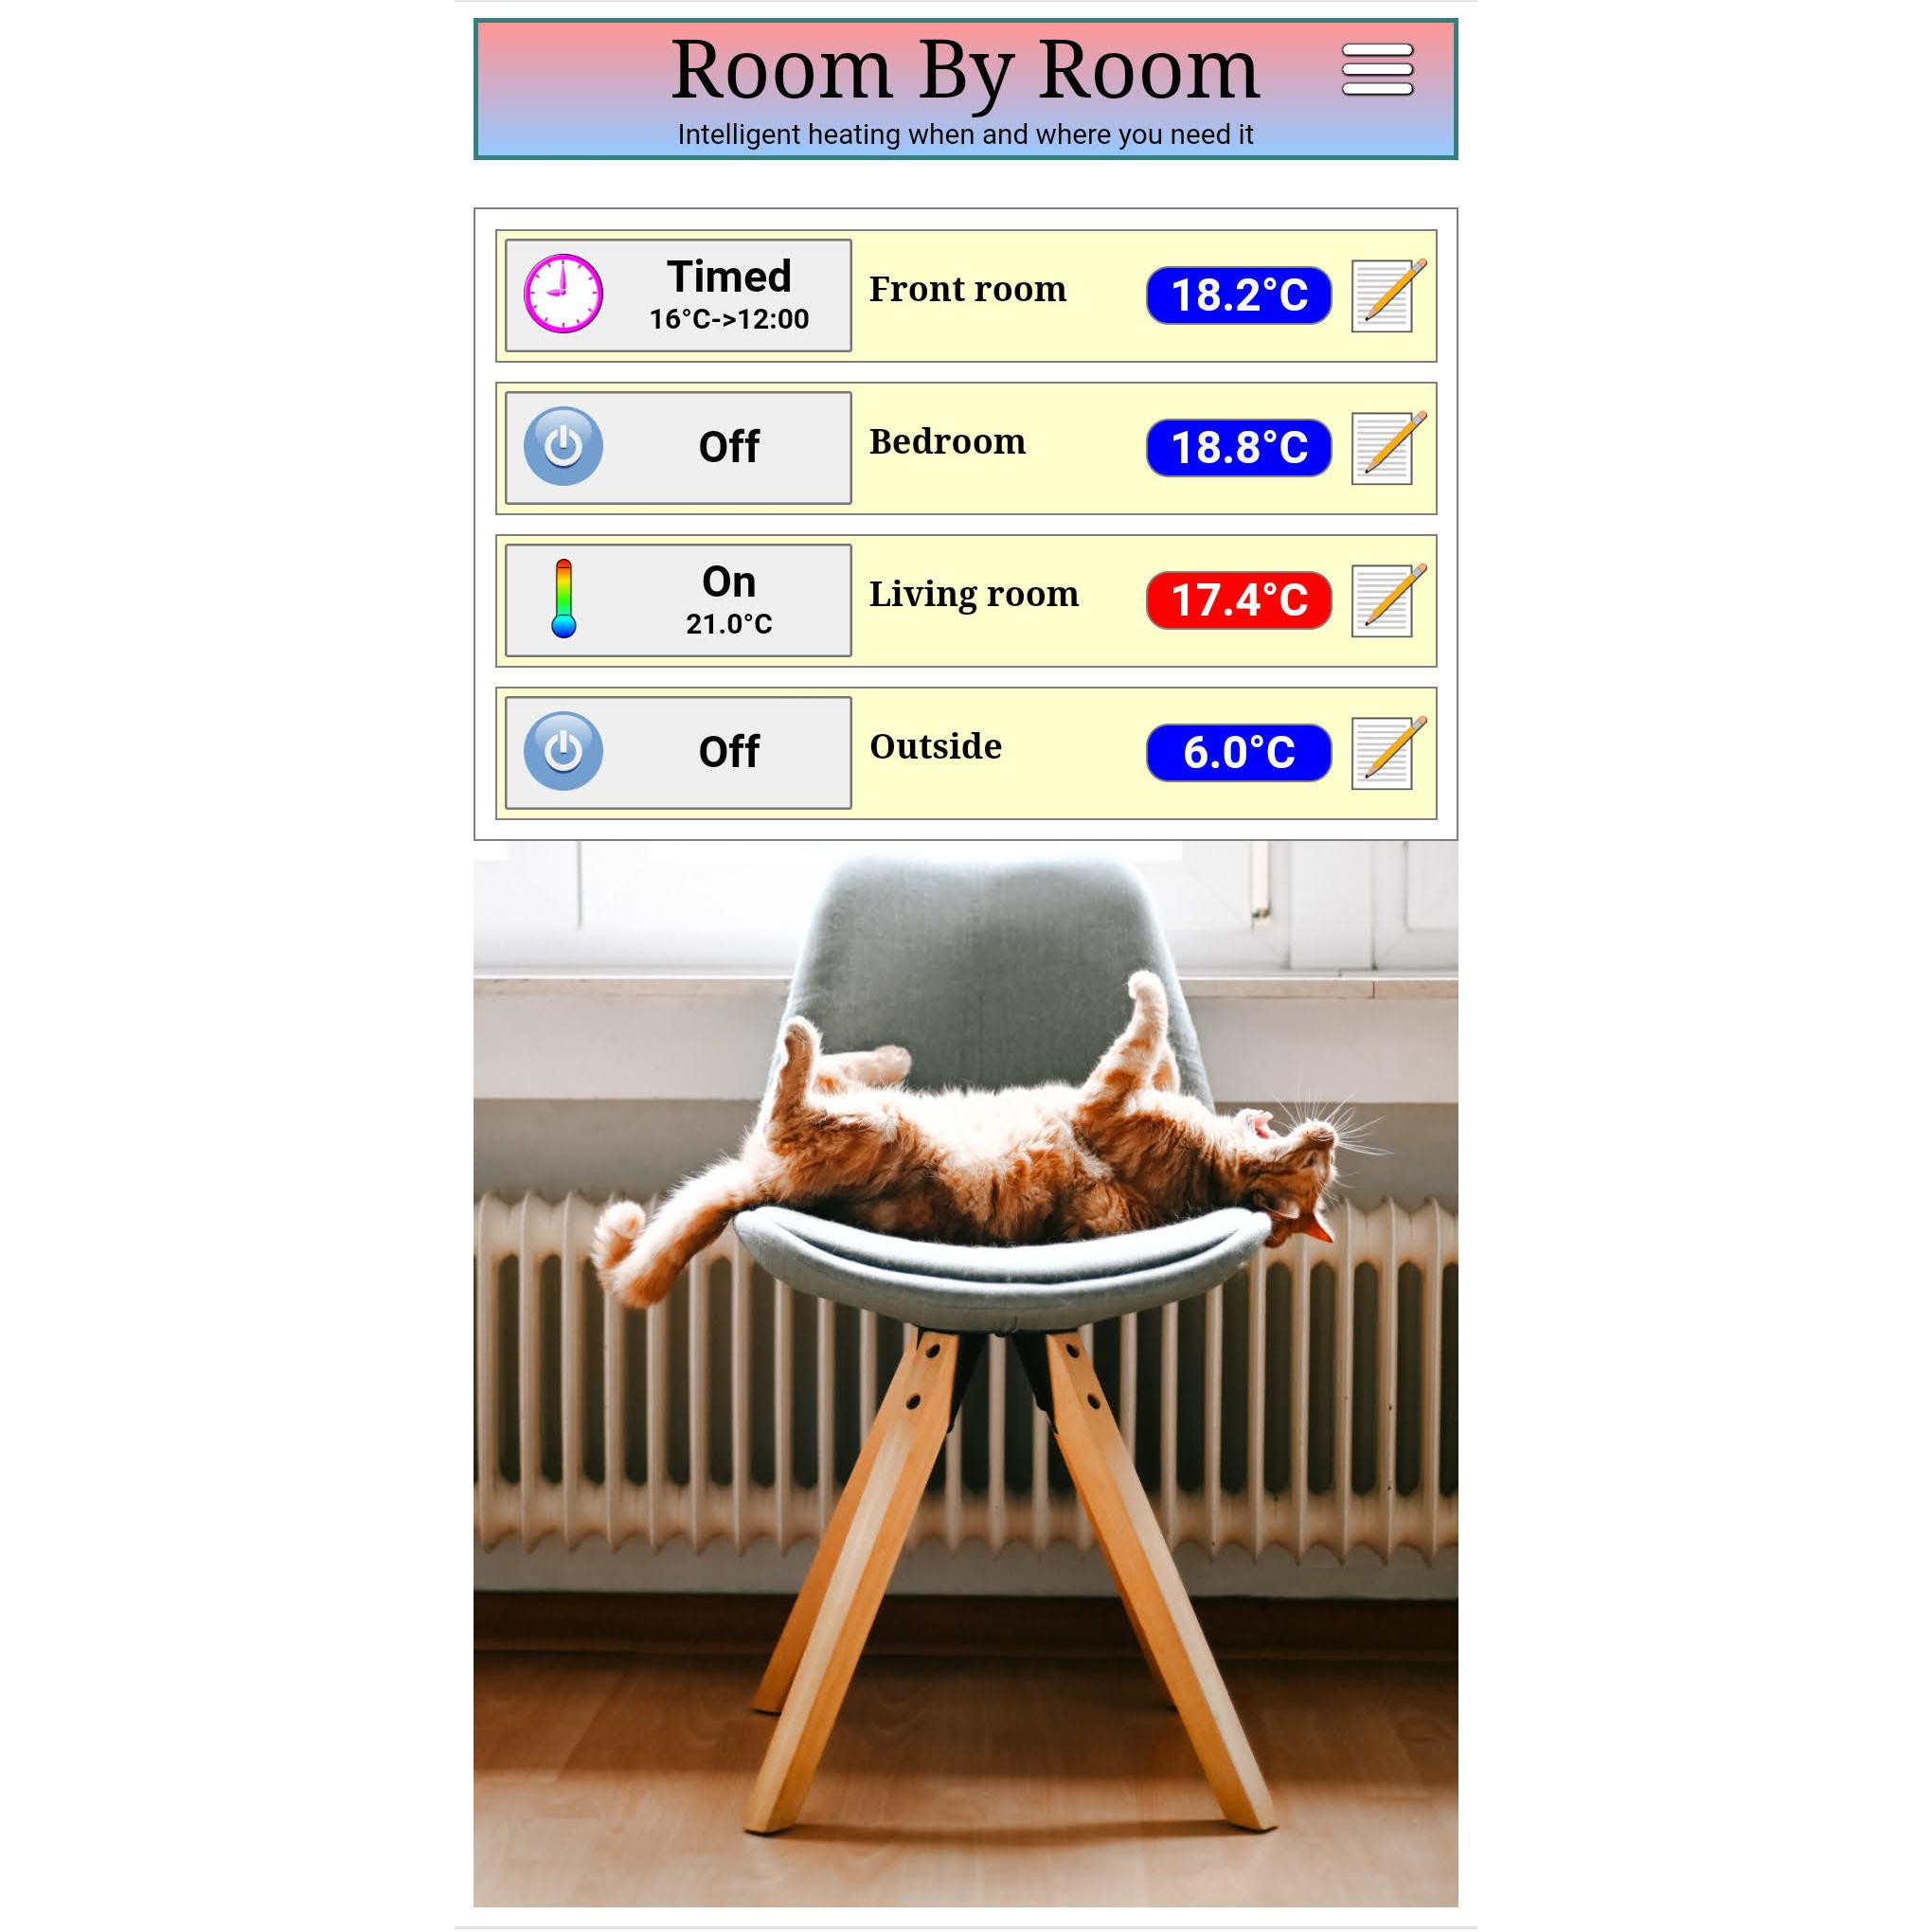 Room By Room
Intelligent heating when and where you need it
Timed
16°C->12:00
Front room
18.2°C
Off
Bedroom
18.8°C
On
21.0°C
Living room
17.4°C
Off
Outside
6.0°C